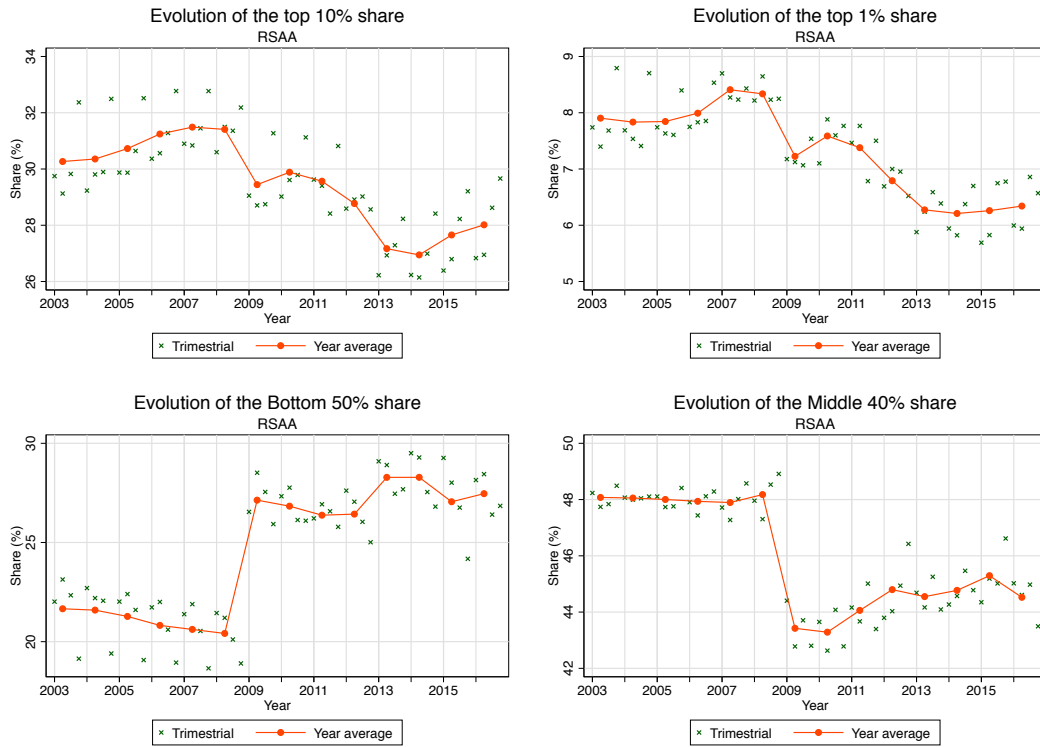 Evolution of the top 10% share
RSAA
Share (%)
34
32
30
28
26
2003 2005 2007 2009 2011 2013 2015
Year
Trimestrial Year average
Evolution of the top 1% share
RSAA
Share (%)
9
8
7
6
5
2003 2005 2007 2009 2011 2013 2015
Year
Trimestrial Year average
Evolution of the Bottom 50% share
RSAA
Share (%)
30
25
20
2003 2005 2007 2009 2011 2013 2015
Year
Trimestrial Year average
Evolution of the Middle 40% share
RSAA
Share (%)
50
48
46
44
42
2003 2005 2007 2009 2011 2013 2015
Year
Trimestrial Year average